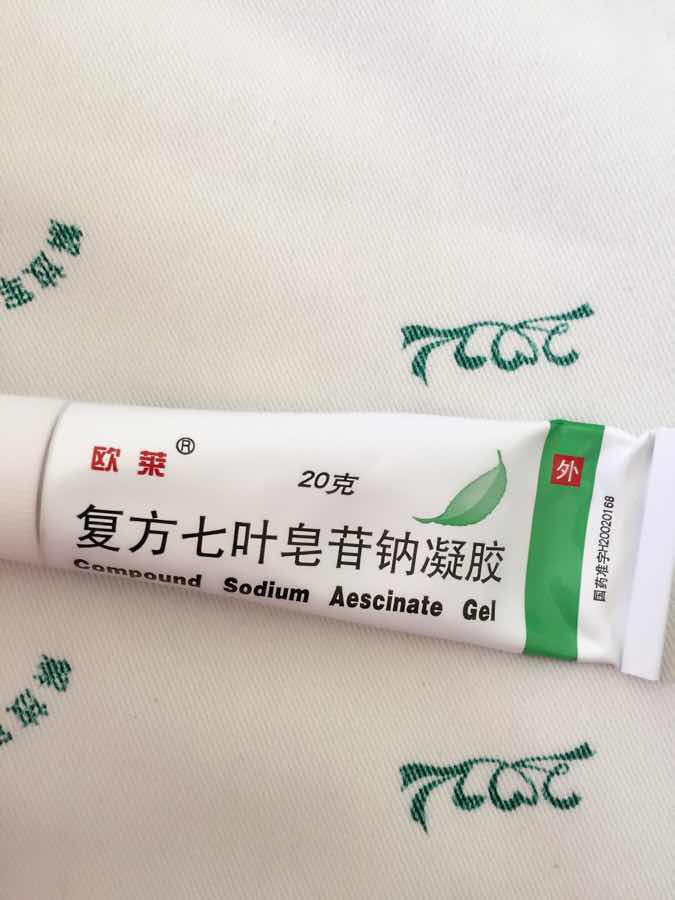 欧莱®
20克
复方七叶皂苷钠凝胶
Compound Sodium Aescinate Gel
外
国药准字H20020168